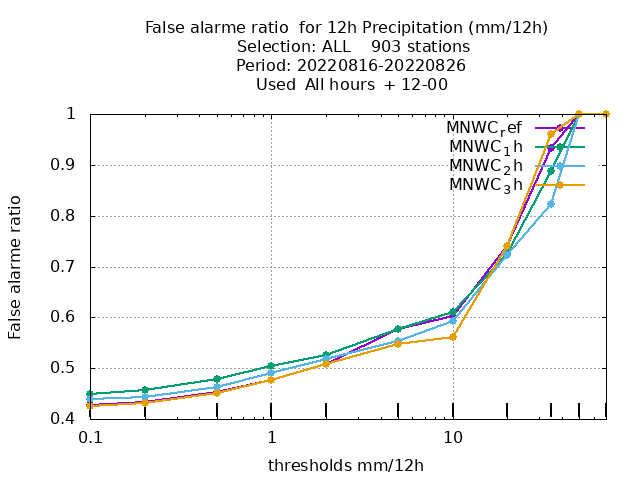 False alarme ratio  for 12h Precipitation (mm/12h)
Selection: ALL    903 stations
Period: 20220816-20220826
Used  All hours  + 12-00
MNWC_ref
MNWC_1h
MNWC_2h
MNWC_3h
1
0.9
0.8
0.7
0.6
0.5
0.4
False alarme ratio
0.1
1
10
thresholds mm/12h